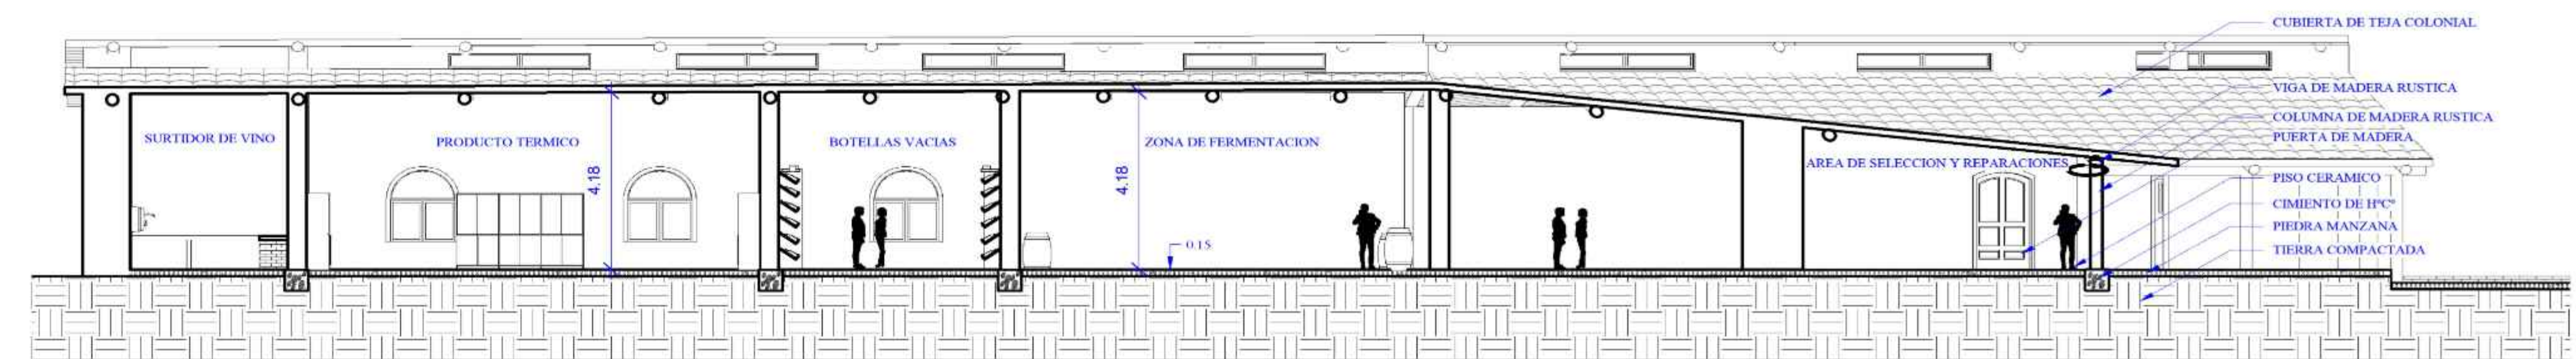 CUBIERTA DE TEJA COLONIAL
VIGA DE MADERA RUSTICA
COLUMNA DE MADERA RUSTICA
PUERTA DE MADERA
SURTIDOR DE VINO
PRODUCTO TERMICO
BOTELLAS VACIAS
ZONA DE FERMENTACION
AREA DE SELECCION Y REPARACIONES
4.18
4.18
PISO CERAMICO
CIMIENTO DE HºCº
PIEDRA MANZANA
0.15
TIERRA COMPACTADA